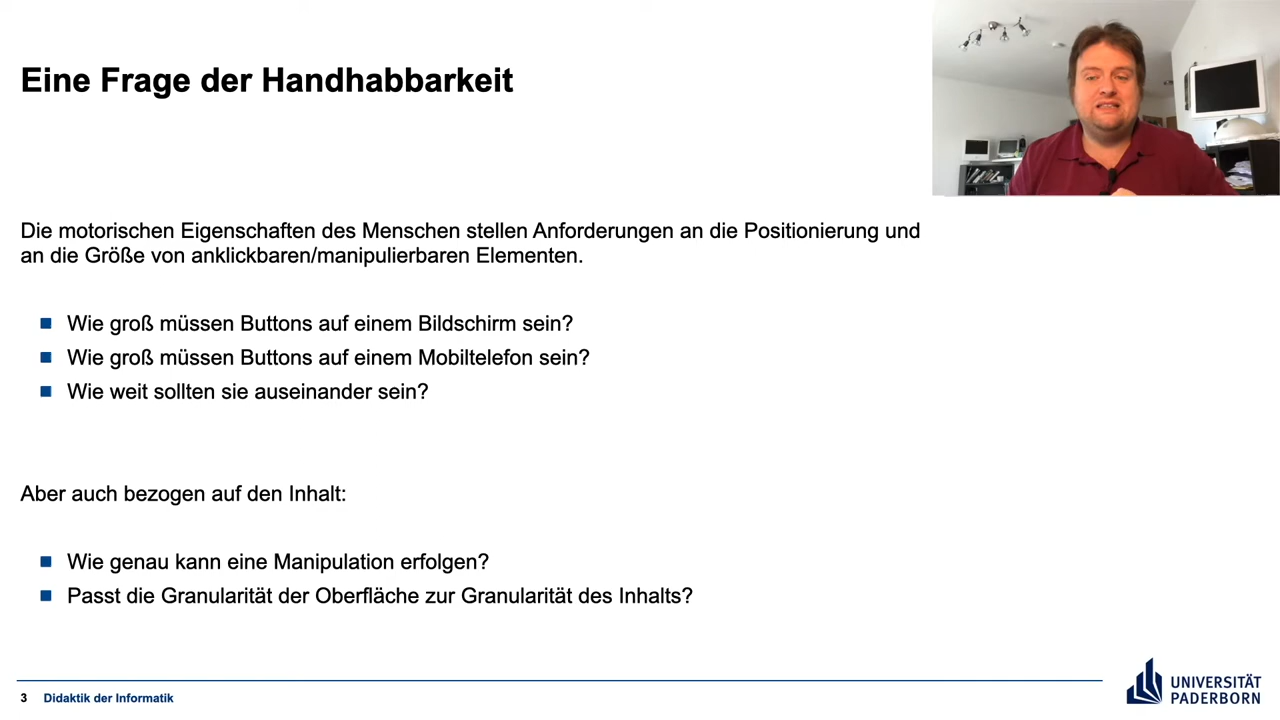 Eine Frage der Handhabbarkeit
Die motorischen Eigenschaften des Menschen stellen Anforderungen an die Positionierung und
an die Größe von anklickbaren/manipulierbaren Elementen.
Wie groß müssen Buttons auf einem Bildschirm sein?
Wie groß müssen Buttons auf einem Mobiltelefon sein?
Wie weit sollten sie auseinander sein?
Aber auch bezogen auf den Inhalt:
Wie genau kann eine Manipulation erfolgen?
Passt die Granularität der Oberfläche zur Granularität des Inhalts?
3 Didaktik der Informatik
UNIVERSITÄT
PADERBORN